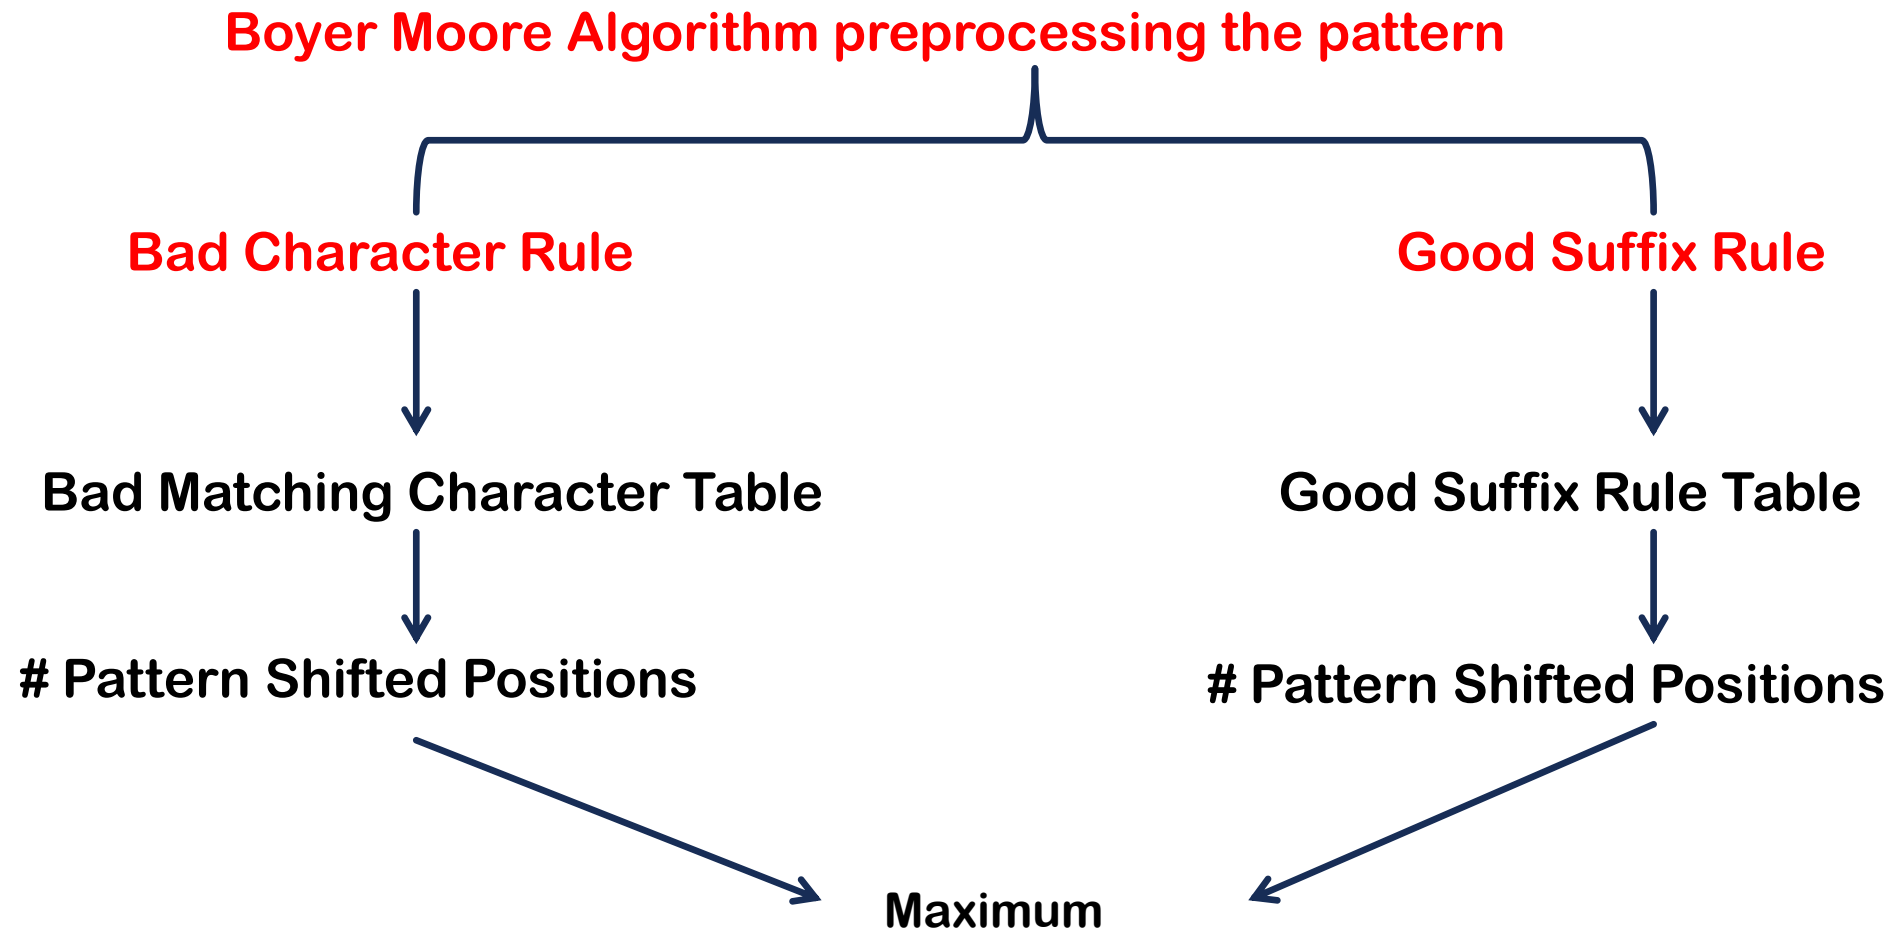 Boyer Moore Algorithm preprocessing the pattern
Bad Character Rule
Good Suffix Rule
Bad Matching Character Table
Good Suffix Rule Table
# Pattern Shifted Positions
# Pattern Shifted Positions
Maximum